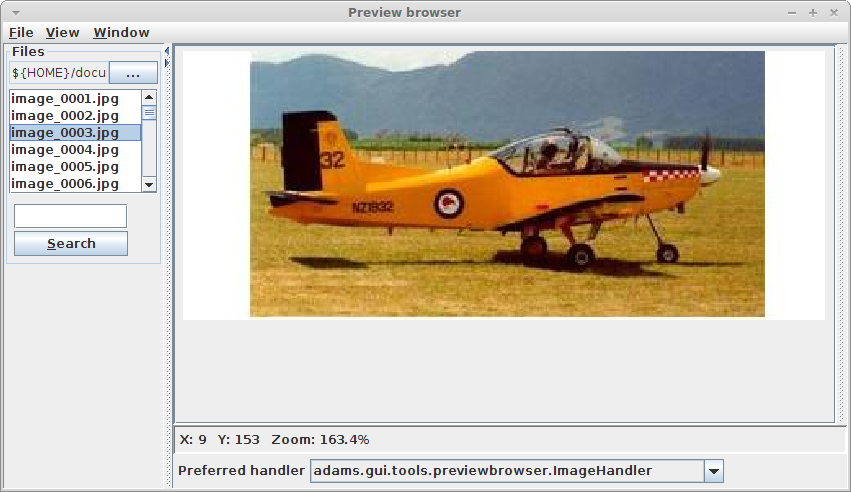 Preview browser
File View Window
Files
${HOME}/docu ...
image_0001.jpg
image_0002.jpg
image_0003.jpg
image_0004.jpg
image_0005.jpg
image_0006.jpg
Search
32
NZ1832
X: 9 Y: 153 Zoom: 163.4%
Preferred handler adams.gui.tools.previewbrowser.ImageHandler